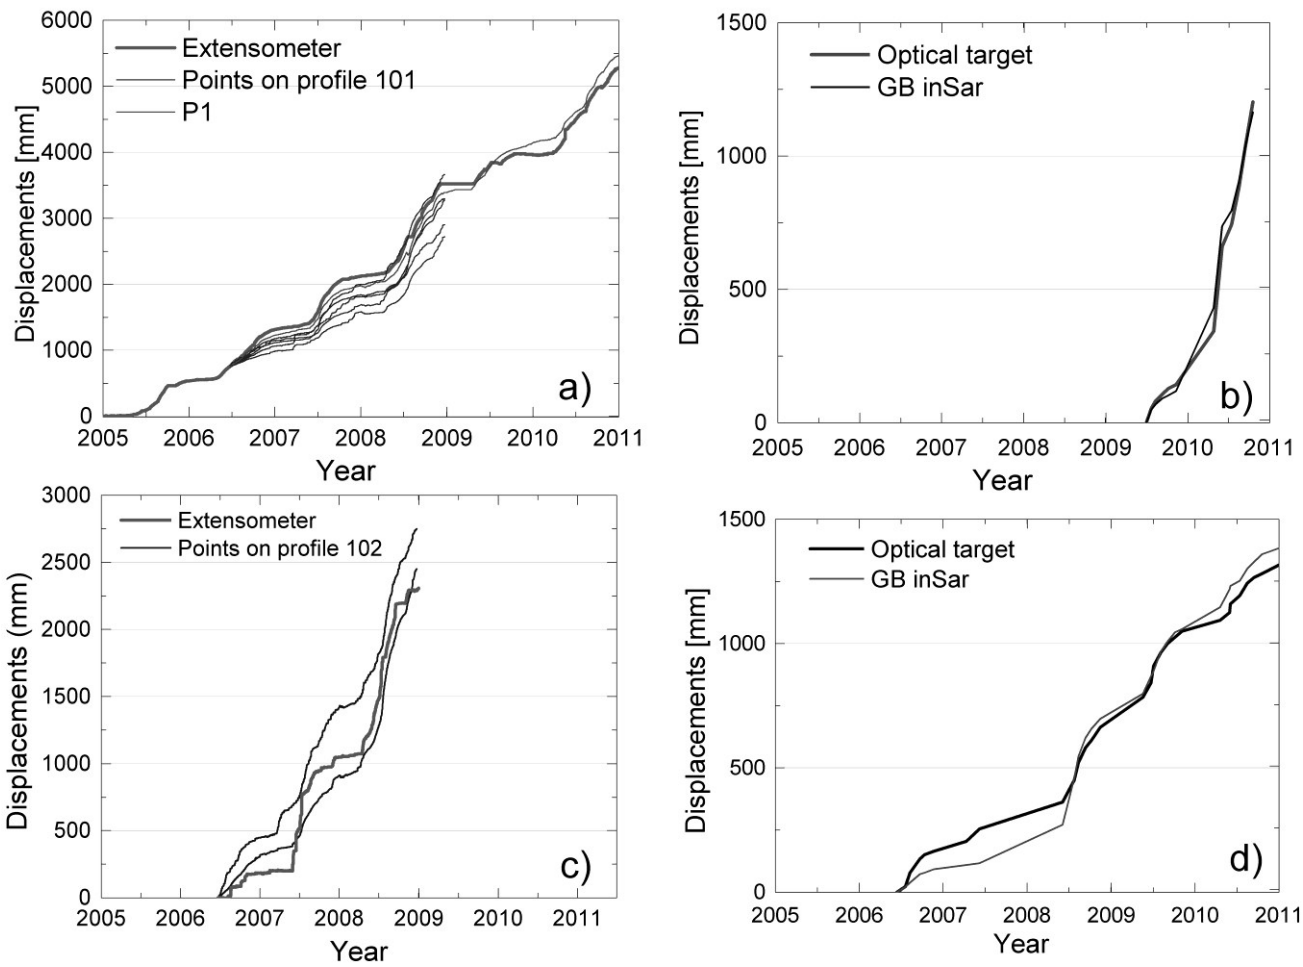 6000
5000
4000
3000
2000
1000
0
Displacements [mm]
Extensometer
Points on profile 101
P1
a)
2005 2006 2007 2008 2009 2010 2011
Year
1500
1000
500
0
Displacements [mm]
Optical target
GB inSar
b)
2005 2006 2007 2008 2009 2010 2011
Year
3000
2500
2000
1500
1000
500
0
Displacements (mm)
Extensometer
Points on profile 102
c)
2005 2006 2007 2008 2009 2010 2011
Year
1500
1000
500
0
Displacements [mm]
Optical target
GB inSar
d)
2005 2006 2007 2008 2009 2010 2011
Year